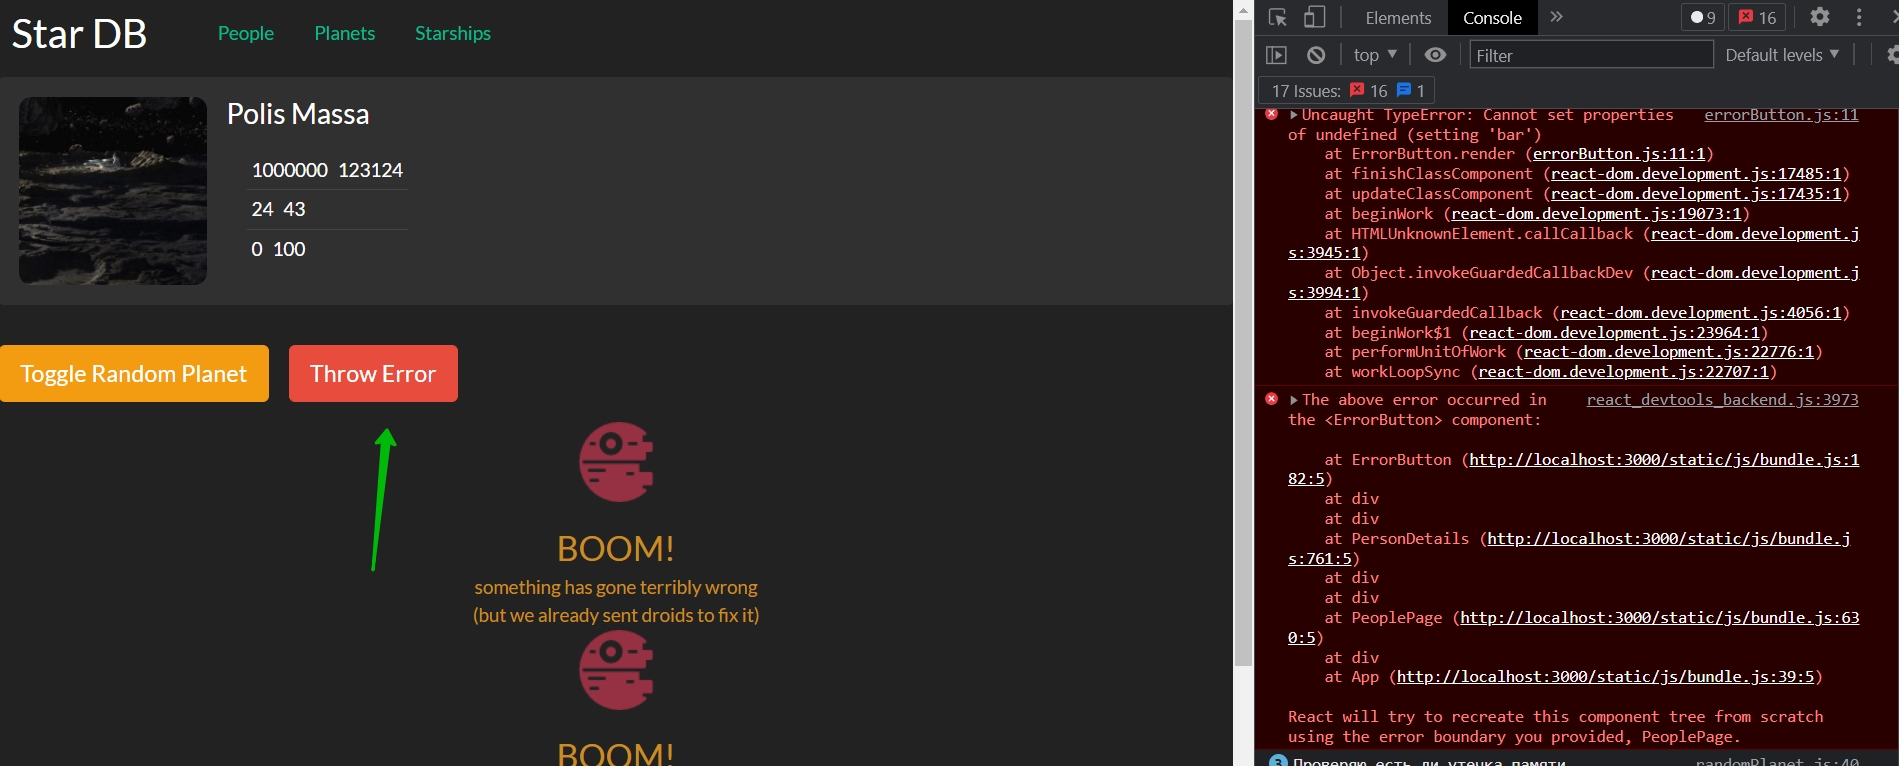 Star DB People Planets Starships
Polis Massa
1000000 123124
24 43
0 100
Toggle Random Planet Throw Error
BOOM!
something has gone terribly wrong
(but we already sent droids to fix it)
BOOM!
Elements Console 9 16
top Filter Default levels
17 Issues: 16 1
Uncaught TypeError: Cannot set properties errorButton.js:11
of undefined (setting 'bar')
at ErrorButton.render (errorButton.js:11:1)
at finishClassComponent (react-dom.development.js:17485:1)
at updateClassComponent (react-dom.development.js:17435:1)
at beginWork (react-dom.development.js:19073:1)
at HTMLUnknownElement.callCallback (react-dom.development.j
s:3945:1)
at Object.invokeGuardedCallbackDev (react-dom.development.j
s:3994:1)
at invokeGuardedCallback (react-dom.development.js:4056:1)
at beginWork$1 (react-dom.development.js:23964:1)
at performUnitOfWork (react-dom.development.js:22776:1)
at workLoopSync (react-dom.development.js:22707:1)
The above error occurred in react_devtools_backend.js:3973
the <ErrorButton> component:
at ErrorButton (http://localhost:3000/static/js/bundle.js:1
82:5)
at div
at div
at PersonDetails (http://localhost:3000/static/js/bundle.j
s:761:5)
at div
at div
at PeoplePage (http://localhost:3000/static/js/bundle.js:63
0:5)
at div
at App (http://localhost:3000/static/js/bundle.js:39:5)
React will try to recreate this component tree from scratch
using the error boundary you provided, PeoplePage.
3 Проверяю есть ли утечка памяти randomPlanet.js:40